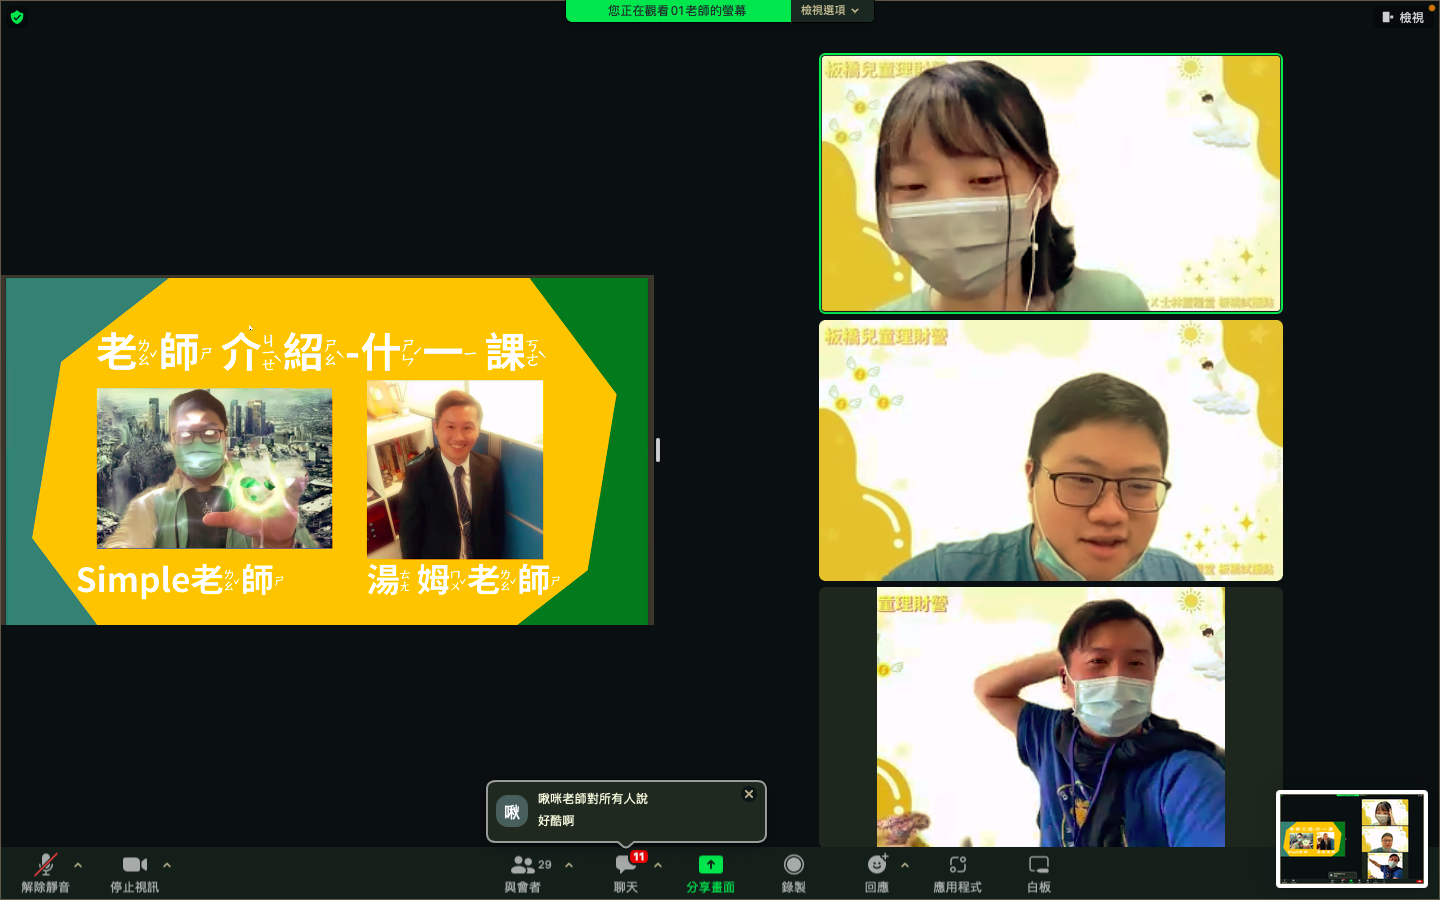 您正在觀看01老師的螢幕
檢視選項
檢視
板橋兒童理財
士林 板橋
老ㄌㄠˇ師ㄕ 介ㄐㄧㄝˋ紹ㄕㄠˋ-什ㄕㄣˊ一ㄧ 課ㄎㄜˋ
Simple老ㄌㄠˇ師ㄕ
湯ㄊㄤ姆ㄇㄨˇ老ㄌㄠˇ師ㄕ
板橋兒童理財營
童理財營
啾
啾咪老師對所有人說
好酷啊
解除靜音
停止視訊
29
與會者
11
聊天
分享畫面
錄製
回應
應用程式
白板